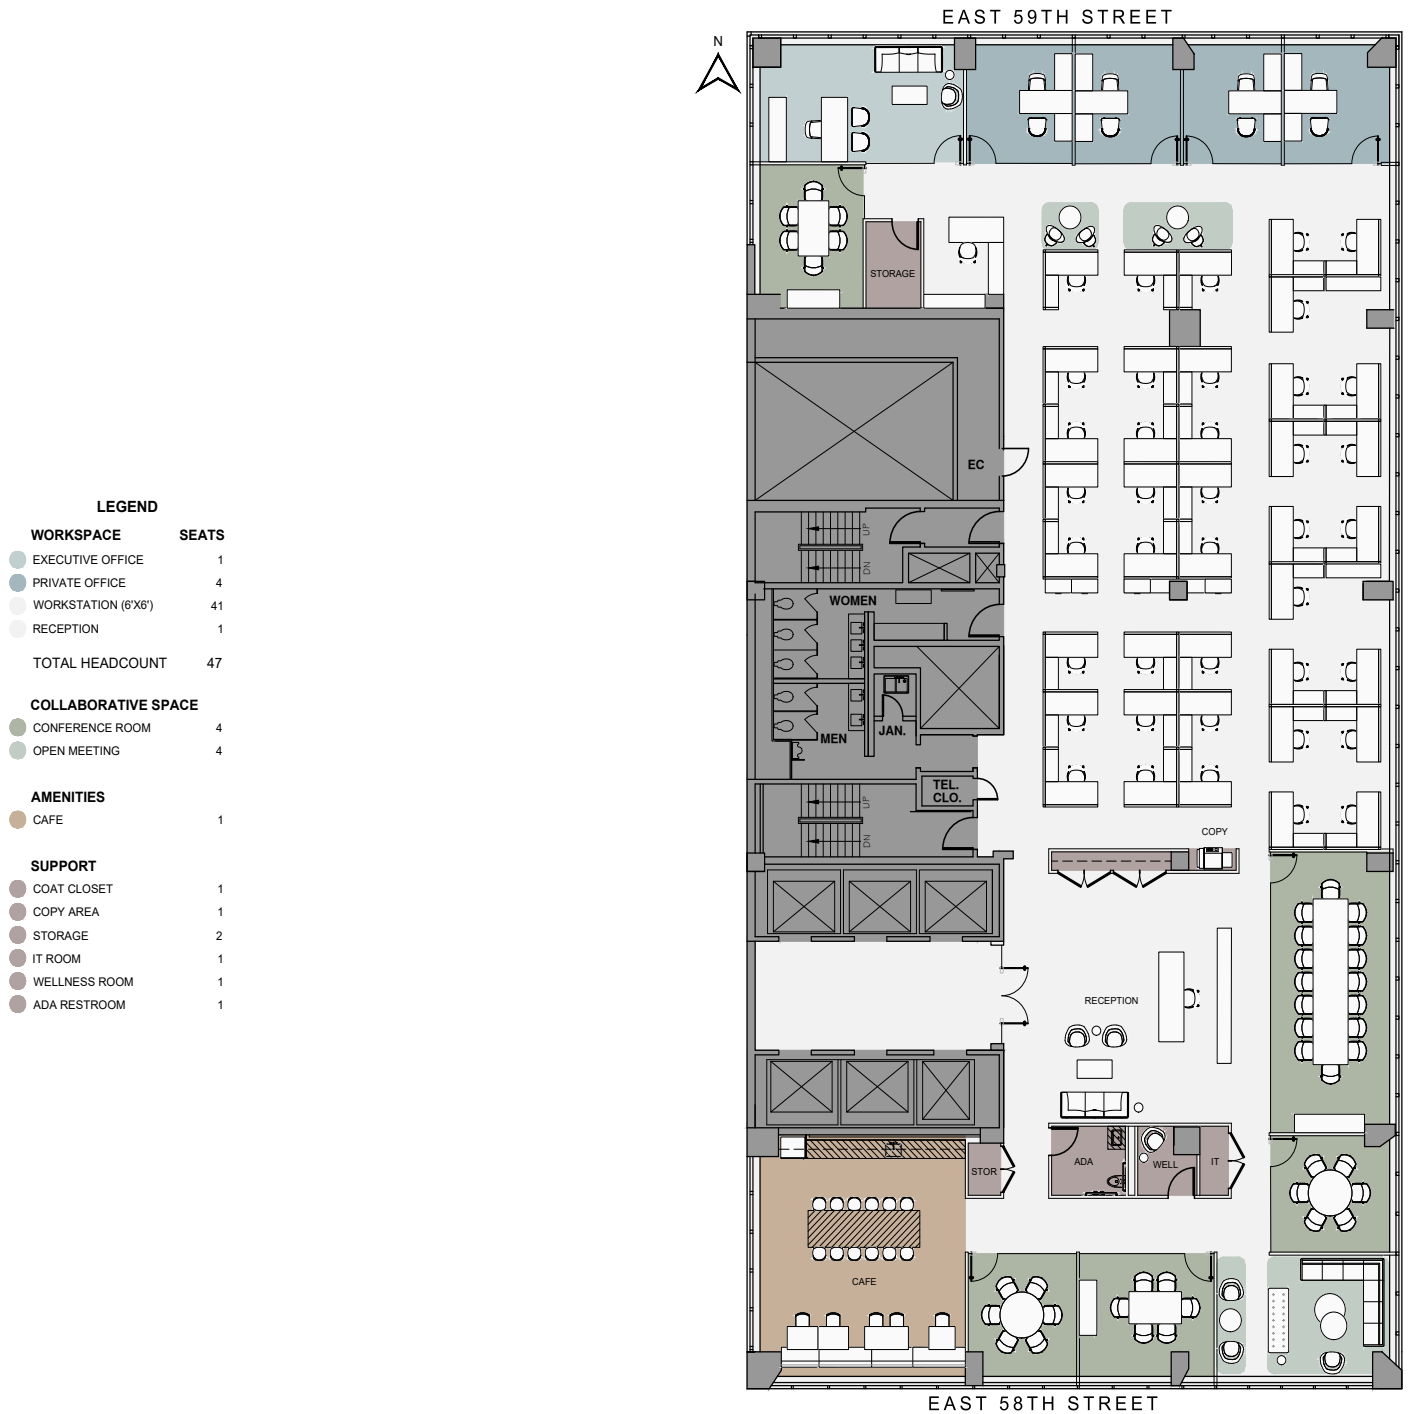 EAST 59TH STREET
N
STORAGE
EC
UP
DN
WOMEN
JAN.
MEN
TEL.
CLO.
UP
DN
COPY
RECEPTION
STOR
ADA
WELL
IT
CAFE
EAST 58TH STREET
LEGEND
WORKSPACE SEATS
EXECUTIVE OFFICE 1
PRIVATE OFFICE 4
WORKSTATION (6'X6') 41
RECEPTION 1
TOTAL HEADCOUNT 47
COLLABORATIVE SPACE
CONFERENCE ROOM 4
OPEN MEETING 4
AMENITIES
CAFE 1
SUPPORT
COAT CLOSET 1
COPY AREA 1
STORAGE 2
IT ROOM 1
WELLNESS ROOM 1
ADA RESTROOM 1